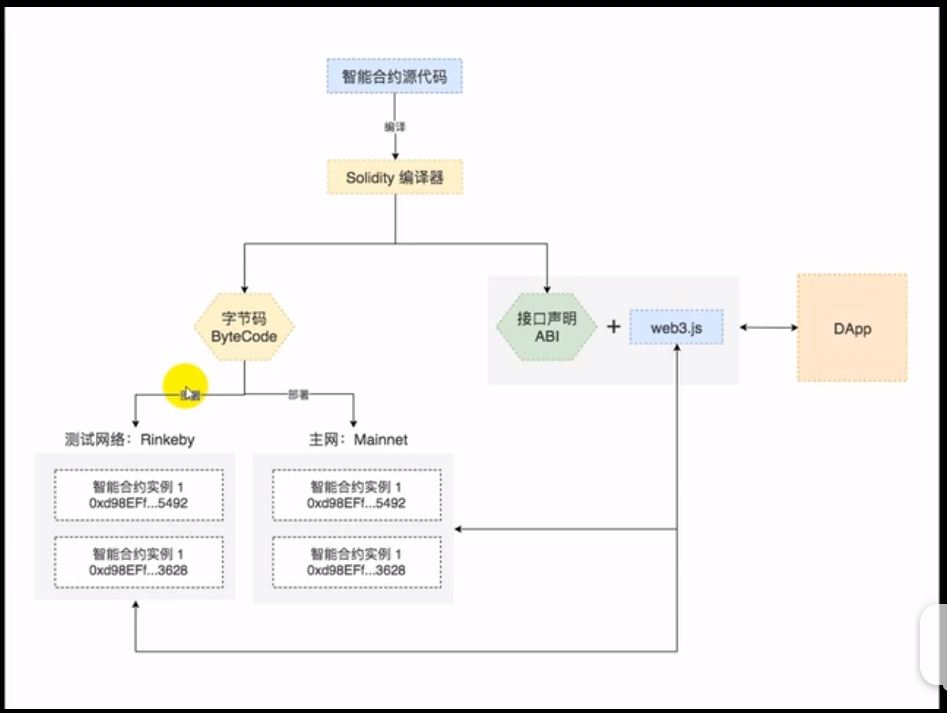 智能合约源代码
编译
Solidity 编译器
字节码
ByteCode
接口声明
ABI
+
web3.js
DApp
部署
测试网络：Rinkeby
主网：Mainnet
智能合约实例 1
0xd98EFf...5492
智能合约实例 1
0xd98EFf...5492
智能合约实例 1
0xd98EFf...3628
智能合约实例 1
0xd98EFf...3628